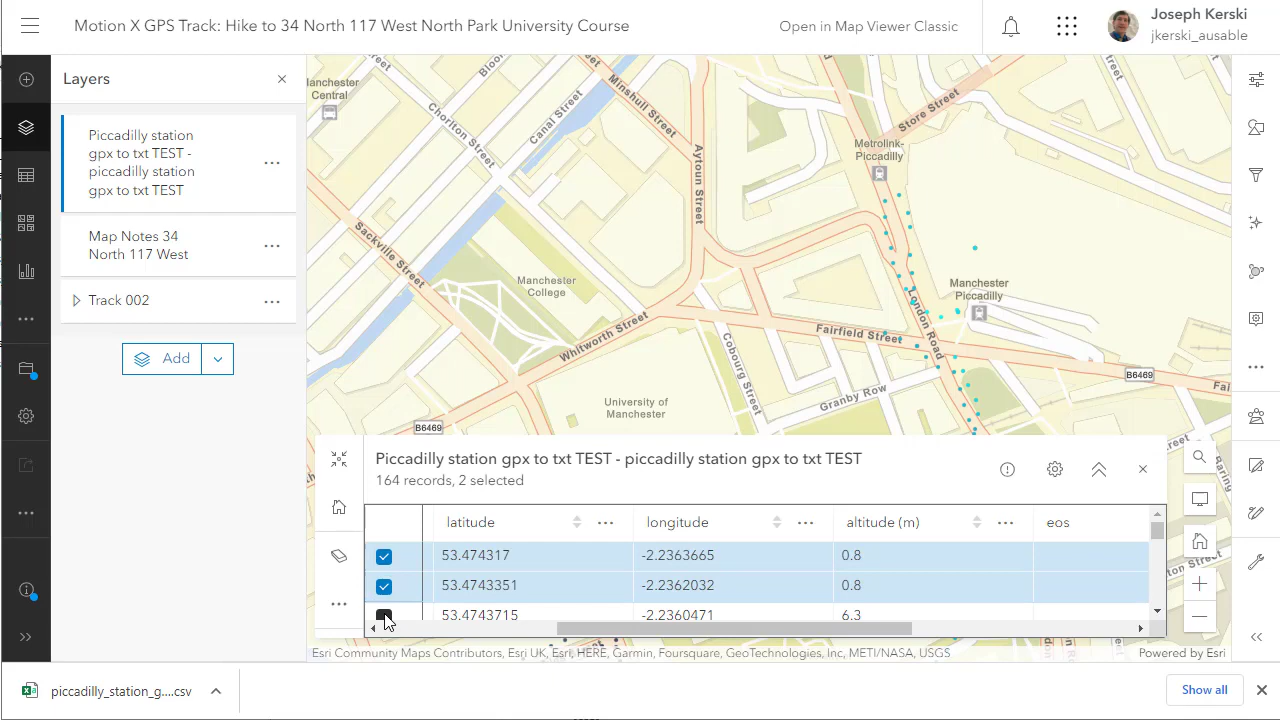 Motion X GPS Track: Hike to 34 North 117 West North Park University Course
Open in Map Viewer Classic
Joseph Kerski
jkerski_ausable
Layers
Piccadilly station
gpx to txt TEST -
piccadilly station
gpx to txt TEST
Map Notes 34
North 117 West
Track 002
Add
anchester
Central
Chorlton Street
Bloo
Canal Street
Minshull Street
Aytoun Street
Store Street
Street
Metrolink-
Piccadilly
Sackville Street
Manchester
College
Manchester
Piccadilly
London Road
Whitworth Street
Fairfield Street
Fai
B6469
Cobourg Street
Granby Row
University of
Manchester
B6469
Raring
Street
Piccadilly station gpx to txt TEST - piccadilly station gpx to txt TEST
164 records, 2 selected
latitude
longitude
altitude (m)
eos
53.474317
-2.2363665
0.8
53.4743351
-2.2362032
0.8
53.4743715
-2.2360471
6.3
Esri Community Maps Contributors, Esri UK, Esri, HERE, Garmin, Foursquare, GeoTechnologies, Inc, METI/NASA, USGS
Powered by Esri
piccadilly_station_g....csv
Show all